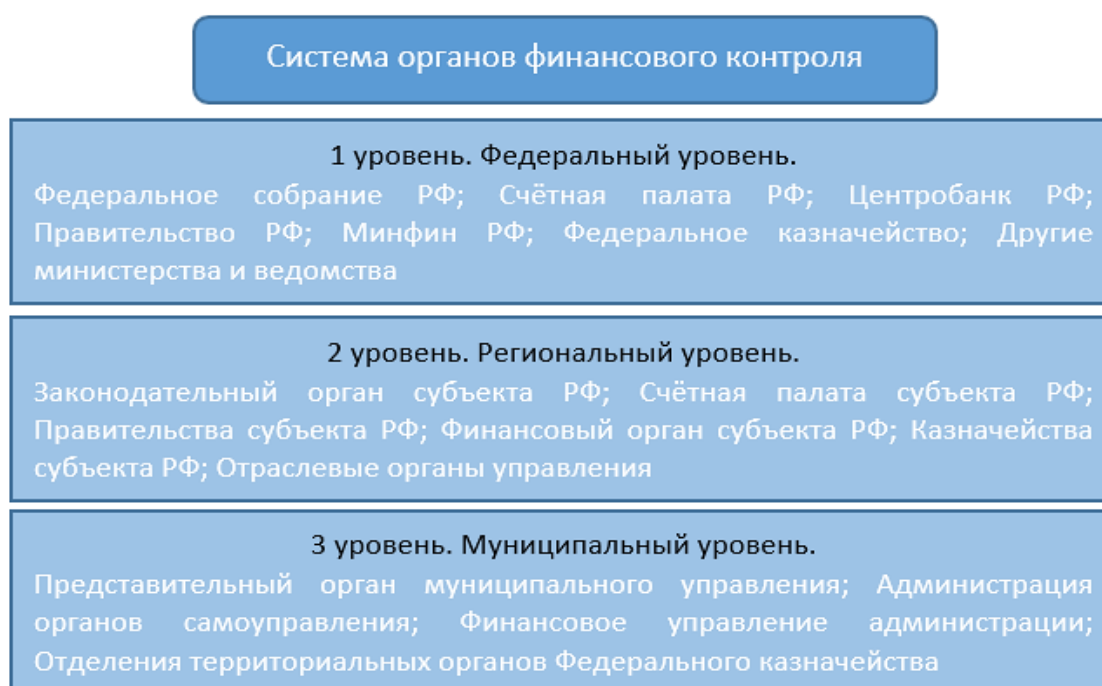 Система органов финансового контроля
1 уровень. Федеральный уровень.
Федеральное собрание РФ; Счётная палата РФ; Центробанк РФ;
Правительство РФ; Минфин РФ; Федеральное казначейство; Другие
министерства и ведомства
2 уровень. Региональный уровень.
Законодательный орган субъекта РФ; Счётная палата субъекта РФ;
Правительства субъекта РФ; Финансовый орган субъекта РФ; Казначейства
субъекта РФ; Отраслевые органы управления
3 уровень. Муниципальный уровень.
Представительный орган муниципального управления; Администрация
органов самоуправления; Финансовое управление администрации;
Отделения территориальных органов Федерального казначейства